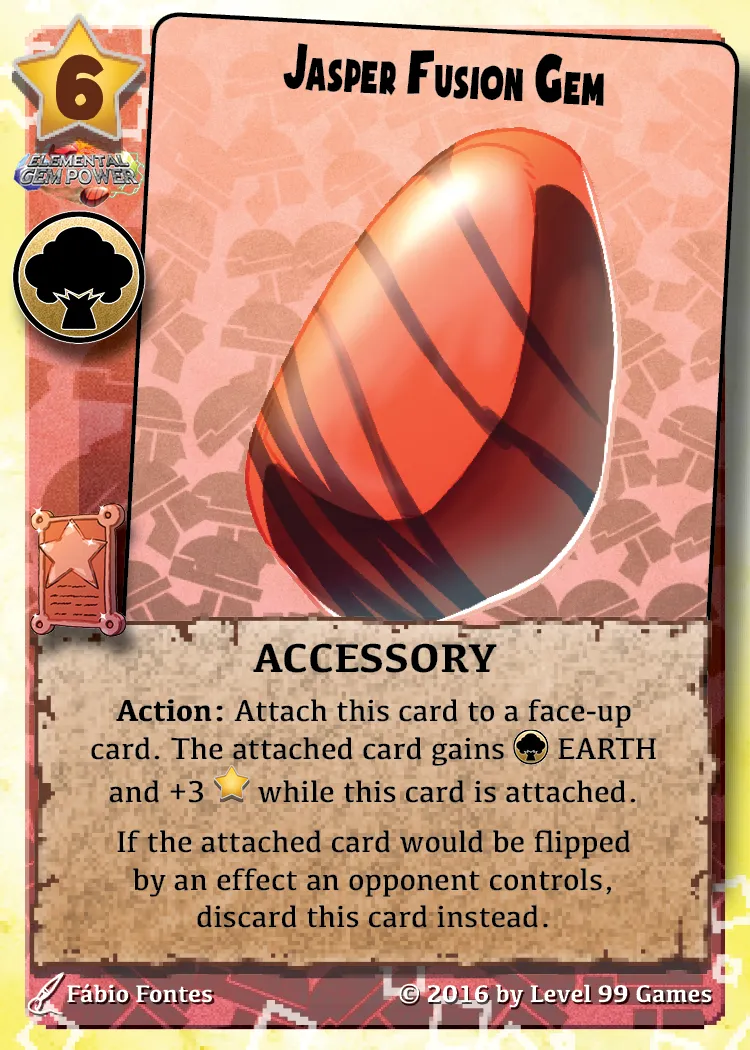 Jasper Fusion Gem
6
ELEMENTAL
GEM POWER
ACCESSORY
Action: Attach this card to a face-up
card. The attached card gains EARTH
and +3 while this card is attached.
If the attached card would be flipped
by an effect an opponent controls,
discard this card instead.
Fábio Fontes
© 2016 by Level 99 Games